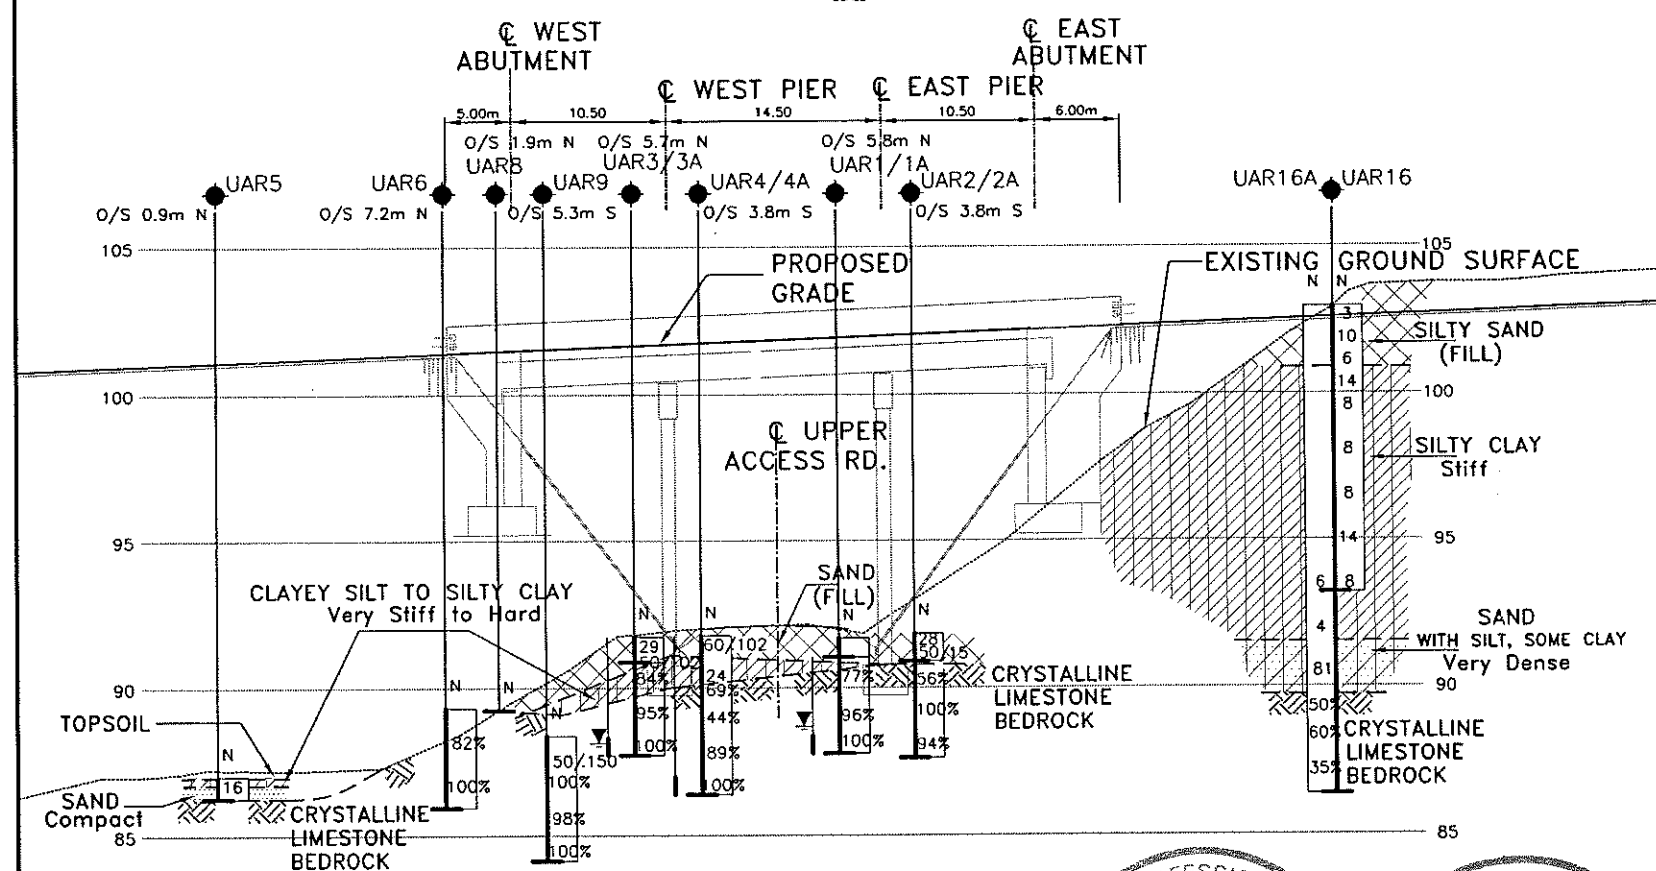 ℄ WEST
ABUTMENT
℄ EAST
ABUTMENT
℄ WEST PIER
℄ EAST PIER
5.00m
10.50
14.50
10.50
6.00m
O/S 1.9m N
O/S 5.7m N
O/S 5.8m N
UAR5
UAR6
UAR8
UAR9
UAR3/3A
UAR4/4A
UAR1/1A
UAR2/2A
UAR16A
UAR16
O/S 0.9m N
O/S 7.2m N
O/S 5.3m S
O/S 3.8m S
O/S 3.8m S
105
105
PROPOSED
GRADE
EXISTING GROUND SURFACE
N N
3
10
6
14
8
8
8
14
6 8
4
81
50%
60%
35%
SILTY SAND
(FILL)
100
100
℄ UPPER
ACCESS RD.
SILTY CLAY
Stiff
95
95
CLAYEY SILT TO SILTY CLAY
Very Stiff to Hard
SAND
(FILL)
SAND
WITH SILT, SOME CLAY
Very Dense
90
90
N
16
N
82%
100%
N
N
50/.150
100%
98%
100%
N
29
84%
95%
100%
N
60/102
24
69%
44%
89%
100%
N
77%
96%
100%
N
28
50/15
56%
100%
94%
CRYSTALLINE
LIMESTONE
BEDROCK
TOPSOIL
CRYSTALLINE
LIMESTONE
BEDROCK
SAND
Compact
CRYSTALLINE
LIMESTONE
BEDROCK
85
85